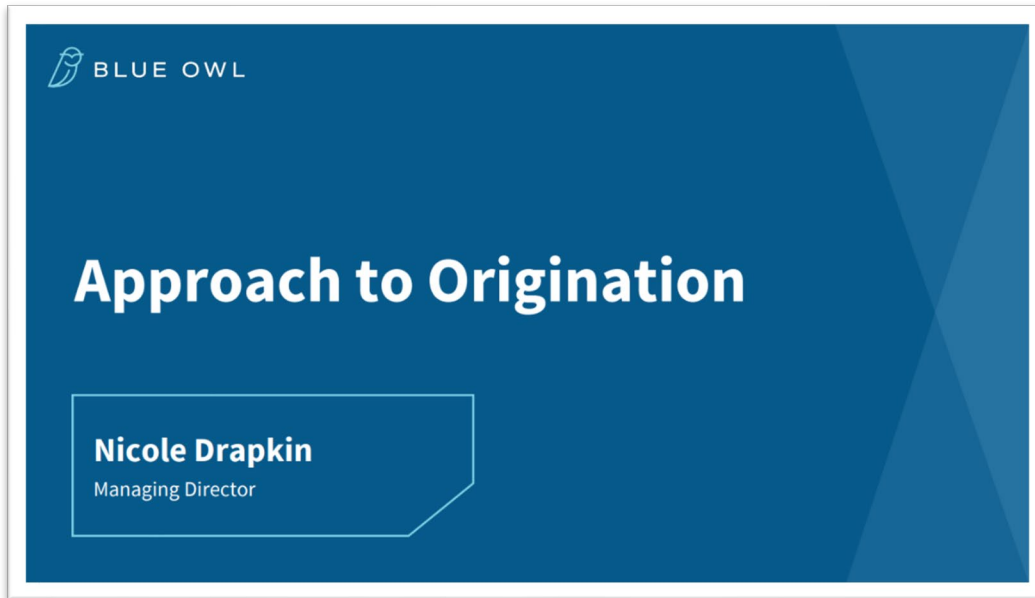 BLUE OWL
Approach to Origination
Nicole Drapkin
Managing Director